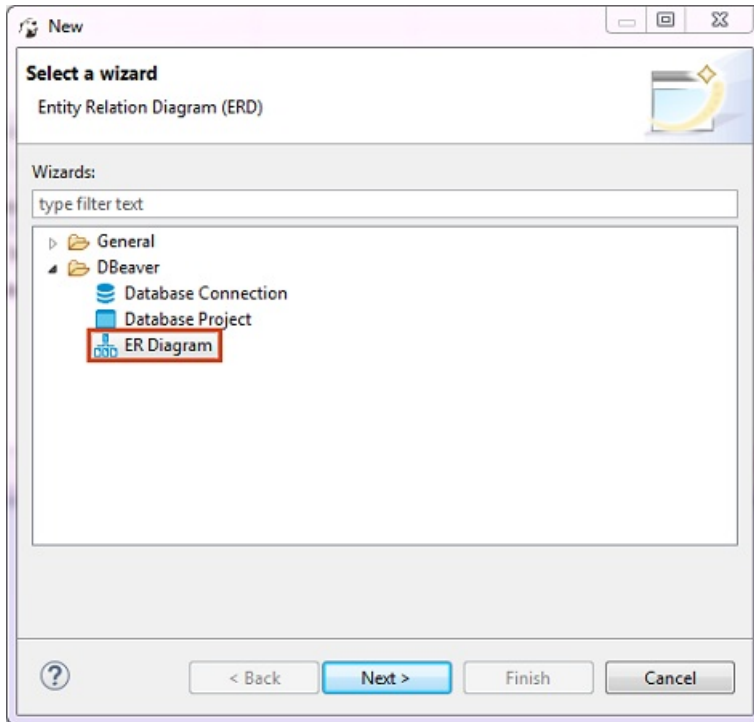 New
Select a wizard
Entity Relation Diagram (ERD)
Wizards:
type filter text
General
DBeaver
Database Connection
Database Project
ER Diagram
? < Back Next > Finish Cancel